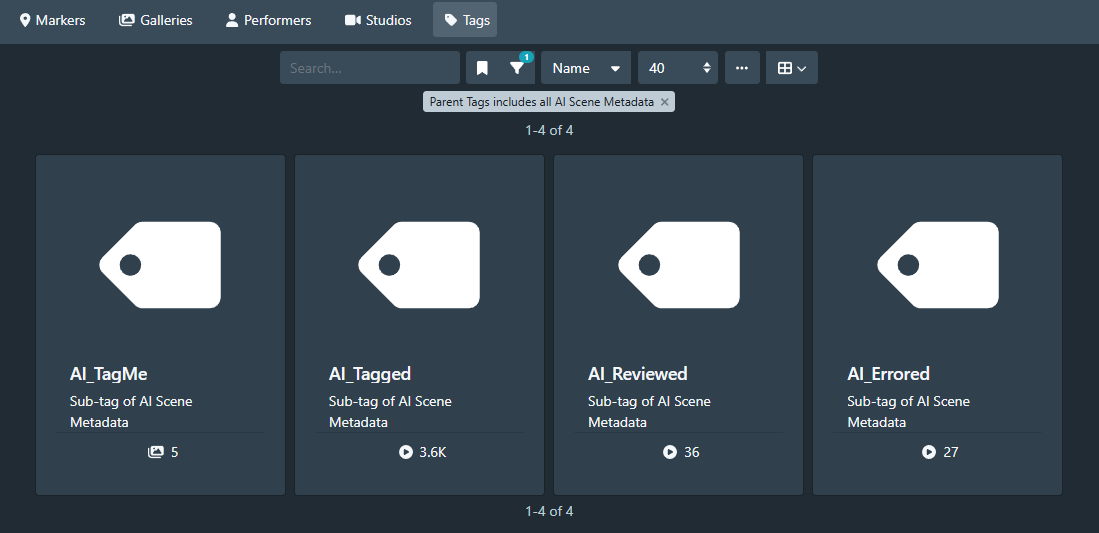 Markers Galleries Performers Studios Tags
Search... 1 Name 40
Parent Tags includes all AI Scene Metadata ×
1-4 of 4
AI_TagMe
Sub-tag of AI Scene
Metadata
5
AI_Tagged
Sub-tag of AI Scene
Metadata
3.6K
AI_Reviewed
Sub-tag of AI Scene
Metadata
36
AI_Errored
Sub-tag of AI Scene
Metadata
27
1-4 of 4